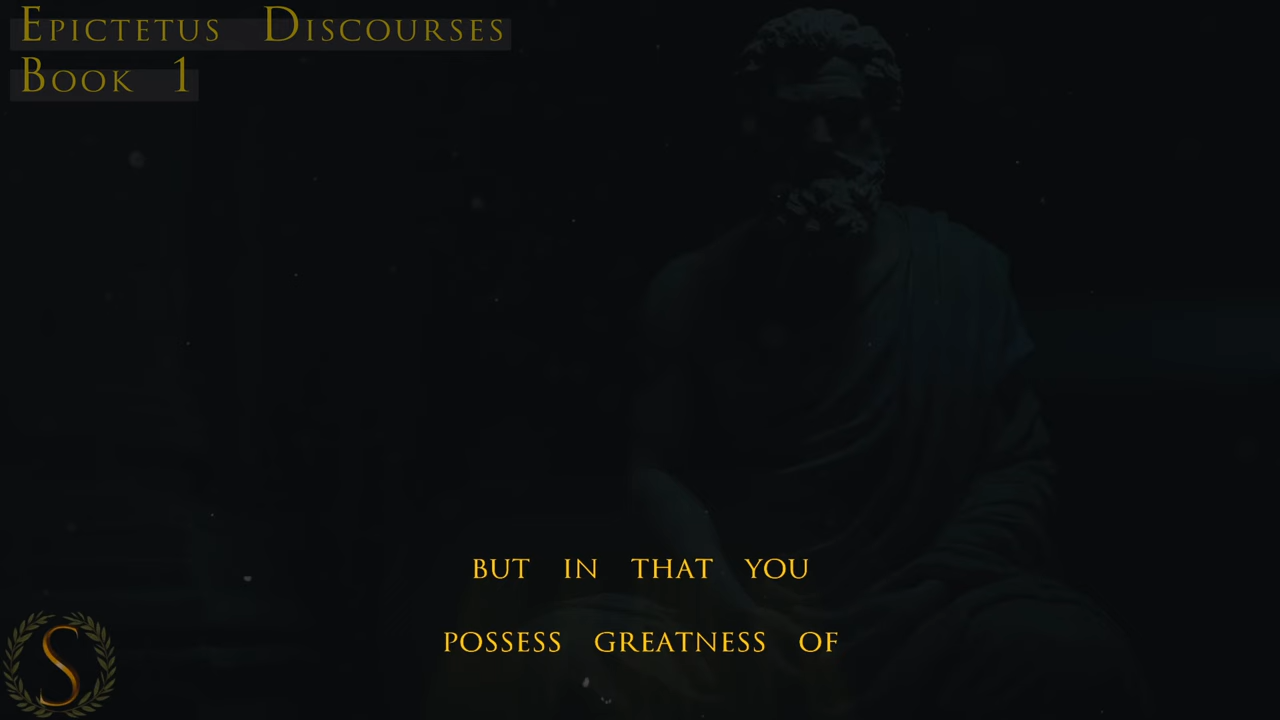 Epictetus Discourses
Book 1
BUT IN THAT YOU
POSSESS GREATNESS OF
S